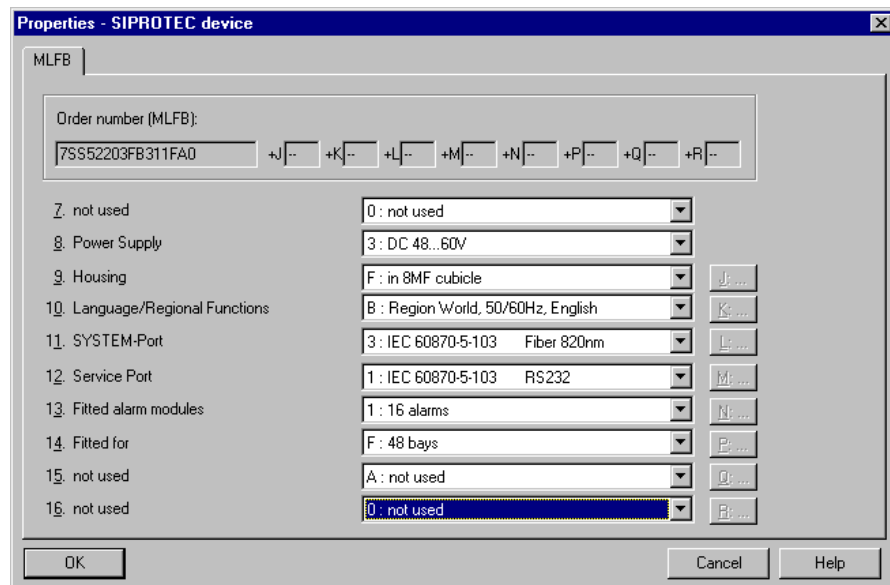 Properties - SIPROTEC device
MLFB
Order number (MLFB):
7SS52203FB311FA0 +J -- +K -- +L -- +M -- +N -- +P -- +Q -- +R --
7. not used 0 : not used
8. Power Supply 3 : DC 48...60V
9. Housing F : in 8MF cubicle J: ...
10. Language/Regional Functions B : Region World, 50/60Hz, English K: ...
11. SYSTEM-Port 3 : IEC 60870-5-103 Fiber 820nm L: ...
12. Service Port 1 : IEC 60870-5-103 RS232 M: ...
13. Fitted alarm modules 1 : 16 alarms N: ...
14. Fitted for F : 48 bays P: ...
15. not used A : not used Q: ...
16. not used 0 : not used R: ...
OK Cancel Help